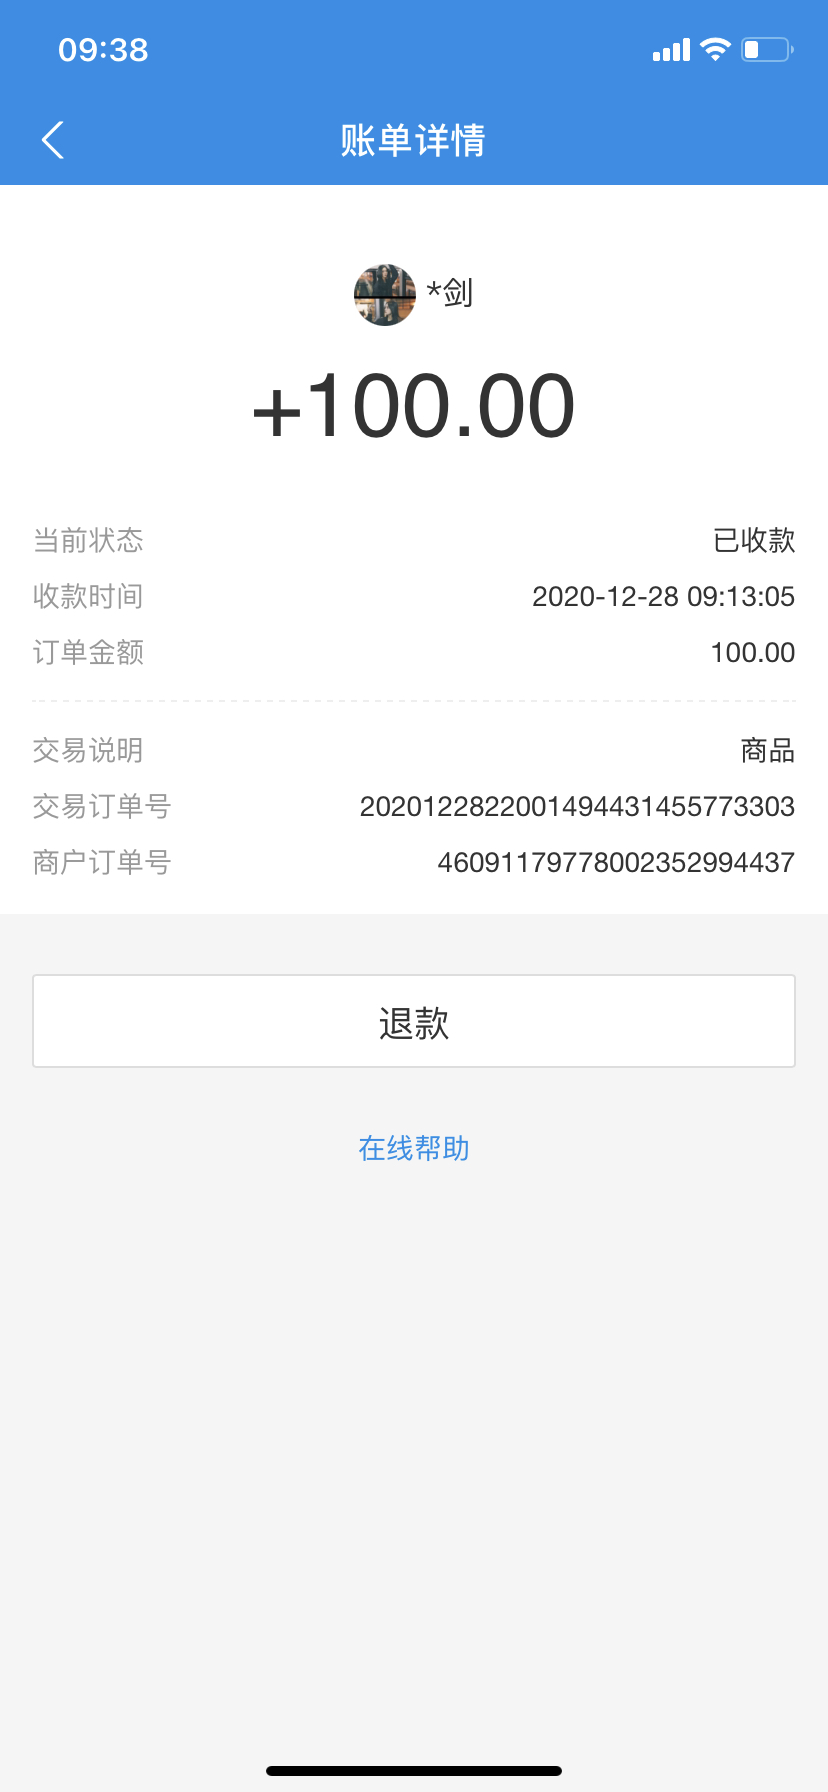 09:38
账单详情
*剑
+100.00
当前状态 已收款
收款时间 2020-12-28 09:13:05
订单金额 100.00
交易说明 商品
交易订单号 2020122822001494431455773303
商户订单号 46091179778002352994437
退款
在线帮助